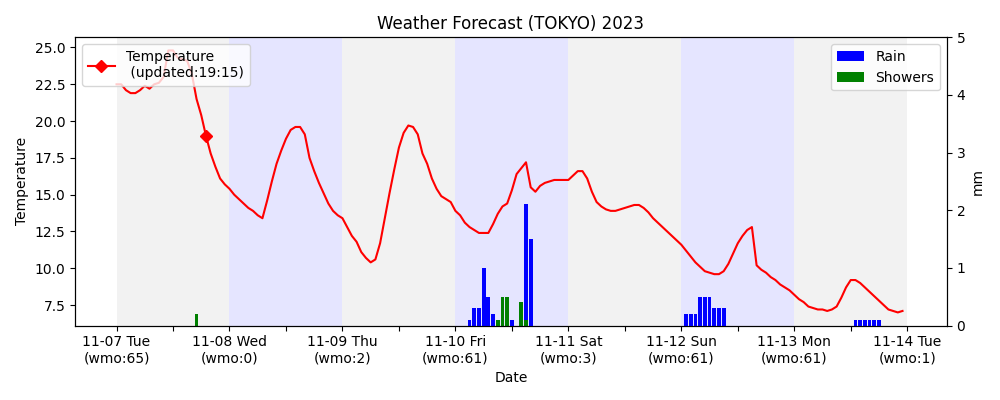 Weather Forecast (TOKYO) 2023
Temperature
(updated:19:15)
Rain
Showers
25.0
22.5
20.0
17.5
15.0
12.5
10.0
7.5
Temperature
5
4
3
2
1
0
mm
11-07 Tue
(wmo:65)
11-08 Wed
(wmo:0)
11-09 Thu
(wmo:2)
11-10 Fri
(wmo:61)
11-11 Sat
(wmo:3)
11-12 Sun
(wmo:61)
11-13 Mon
(wmo:61)
11-14 Tue
(wmo:1)
Date